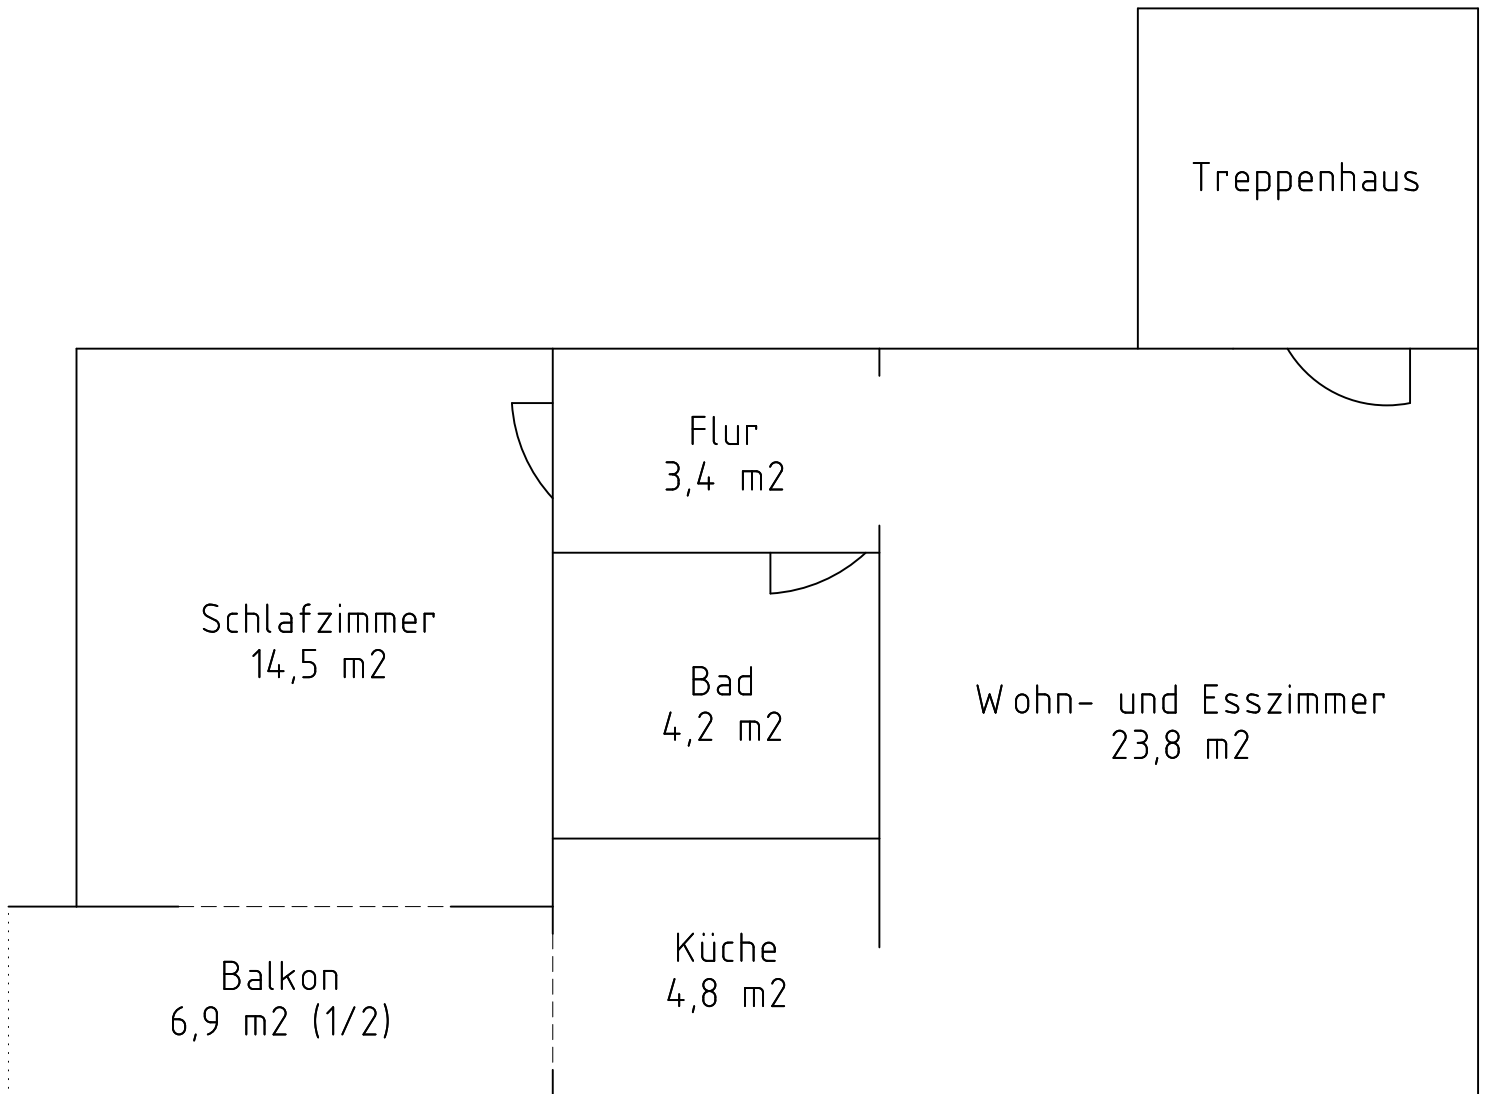 Treppenhaus
Flur
3,4 m2
Schlafzimmer
14,5 m2
Bad
4,2 m2
Wohn- und Esszimmer
23,8 m2
Küche
4,8 m2
Balkon
6,9 m2 (1/2)